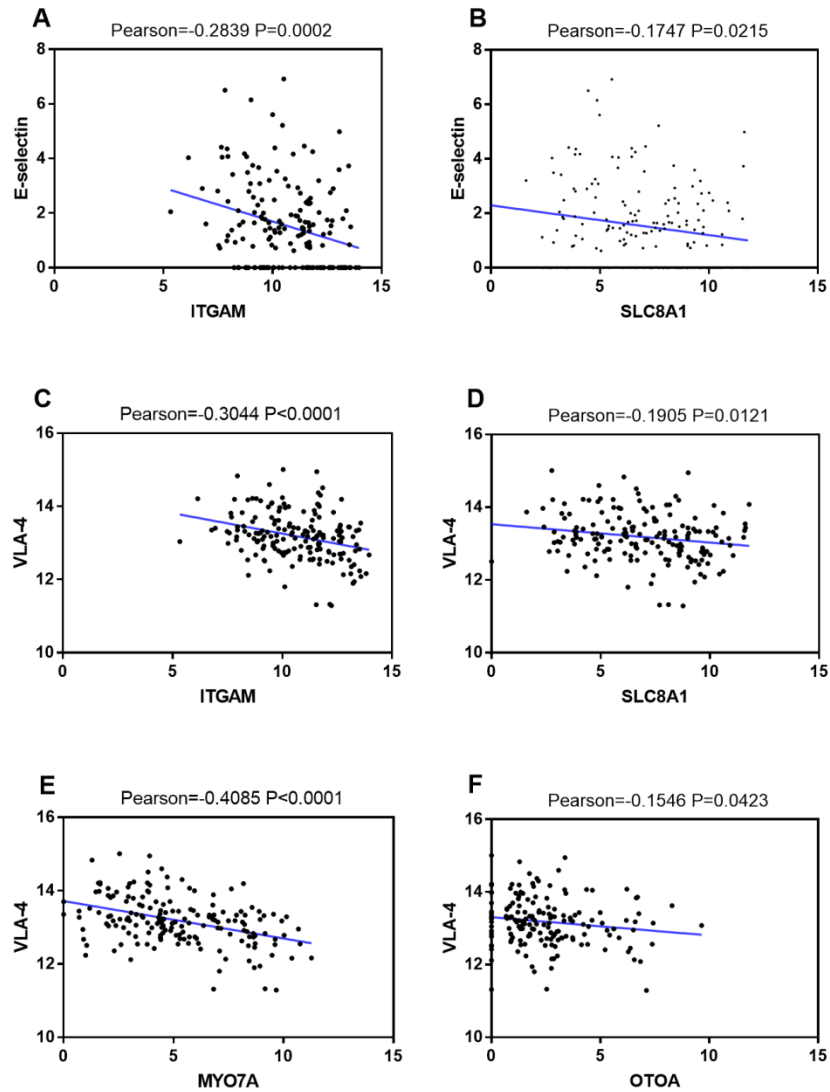 A
Pearson=-0.2839 P=0.0002
E-selectin
8
6
4
2
0
0 5 10 15
ITGAM
B
Pearson=-0.1747 P=0.0215
E-selectin
8
6
4
2
0
0 5 10 15
SLC8A1
C
Pearson=-0.3044 P<0.0001
VLA-4
16
14
12
10
0 5 10 15
ITGAM
D
Pearson=-0.1905 P=0.0121
VLA-4
16
14
12
10
0 5 10 15
SLC8A1
E
Pearson=-0.4085 P<0.0001
VLA-4
16
14
12
10
0 5 10 15
MYO7A
F
Pearson=-0.1546 P=0.0423
VLA-4
16
14
12
10
0 5 10 15
OTOA